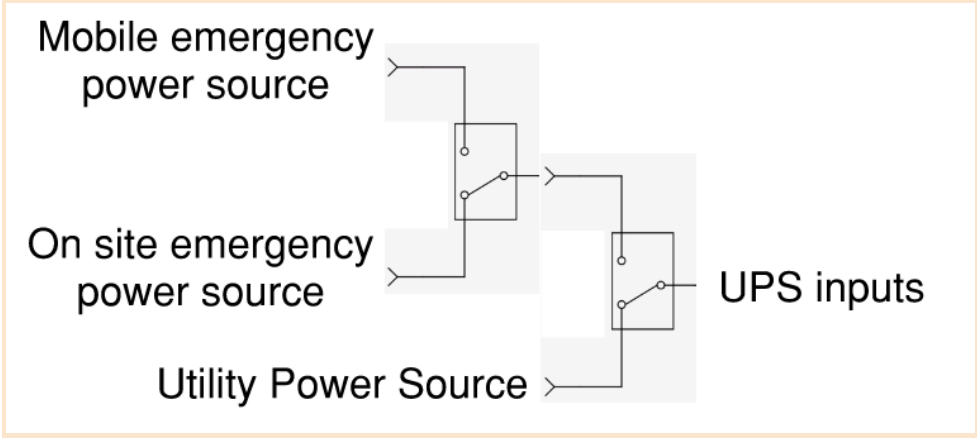 Mobile emergency
power source
On site emergency
power source
UPS inputs
Utility Power Source